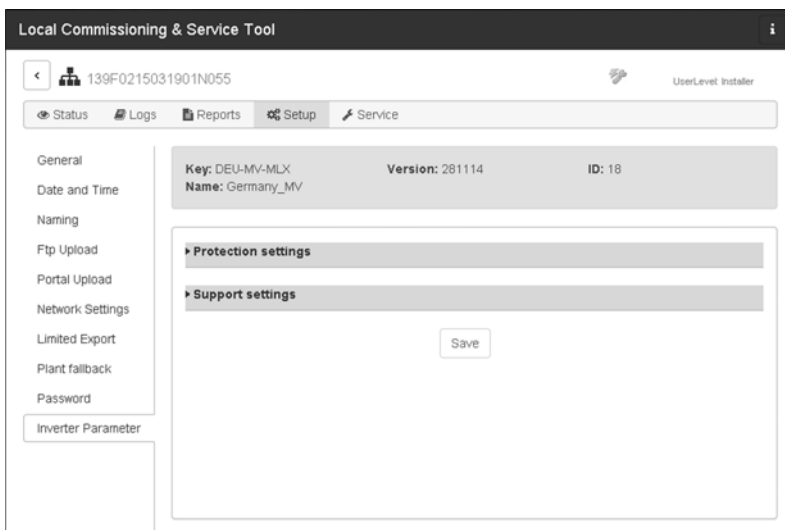 Local Commissioning & Service Tool
i
139F0215031901N055
UserLevel: Installer
Status Logs Reports Setup Service
General
Date and Time
Naming
Ftp Upload
Portal Upload
Network Settings
Limited Export
Plant fallback
Password
Inverter Parameter
Key: DEU-MV-MLX Version: 281114 ID: 18
Name: Germany_MV
Protection settings
Support settings
Save